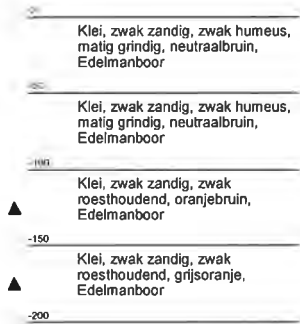 Klei, zwak zandig, zwak humeus,
matig grindig, neutraalbruin,
Edelmanboor
Klei, zwak zandig, zwak humeus,
matig grindig, neutraalbruin,
Edelmanboor
-100
Klei, zwak zandig, zwak
roesthoudend, oranjebruin,
Edelmanboor
-150
Klei, zwak zandig, zwak
roesthoudend, grijsoranje,
Edelmanboor
-200